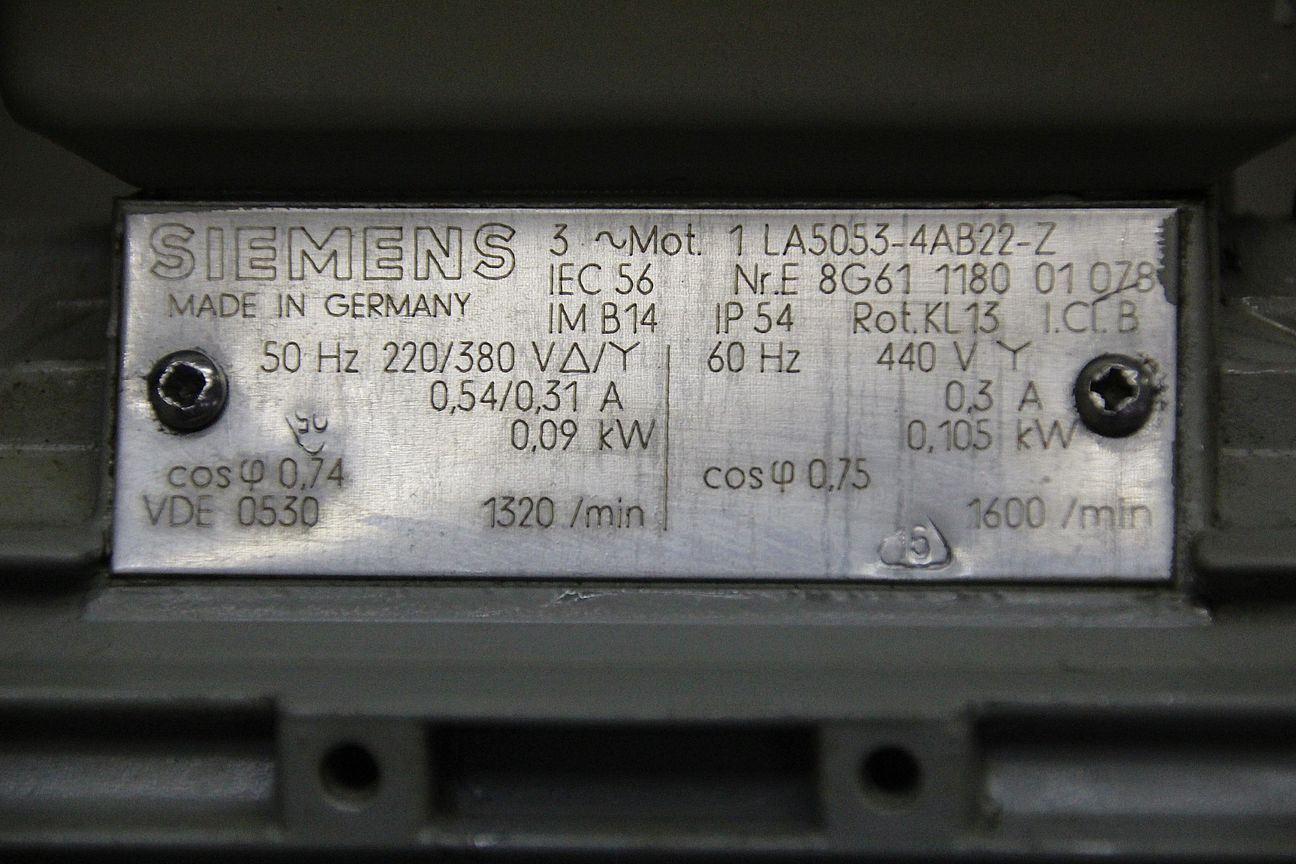 SIEMENS 3 ~Mot. 1 LA5053-4AB22-Z
MADE IN GERMANY
IEC 56 Nr.E 8G61 1180 01 078
IM B14 IP 54 Rot.KL13 I.Cl.B
50 Hz 220/380 V△/Y 60 Hz 440 V Y
0,54/0,31 A 0,3 A
0,09 kW 0,105 kW
cos φ 0,74 cos φ 0,75
VDE 0530 1320 /min 1600 /min
15